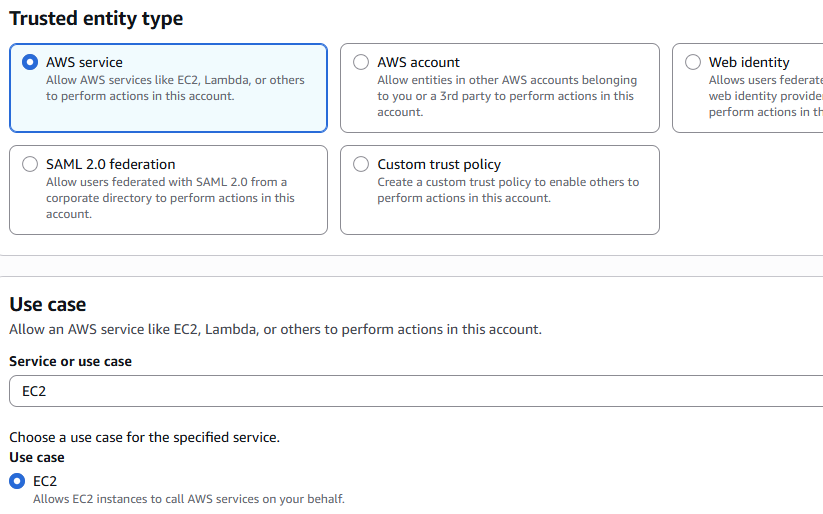 Trusted entity type
AWS service
Allow AWS services like EC2, Lambda, or others
to perform actions in this account.
AWS account
Allow entities in other AWS accounts belonging
to you or a 3rd party to perform actions in this
account.
Web identity
Allows users
web identity
perform actions in
SAML 2.0 federation
Allow users federated with SAML 2.0 from a
corporate directory to perform actions in this
account.
Custom trust policy
Create a custom trust policy to enable others to
perform actions in this account.
Use case
Allow an AWS service like EC2, Lambda, or others to perform actions in this account.
Service or use case
EC2
Choose a use case for the specified service.
Use case
EC2
Allows EC2 instances to call AWS services on your behalf.